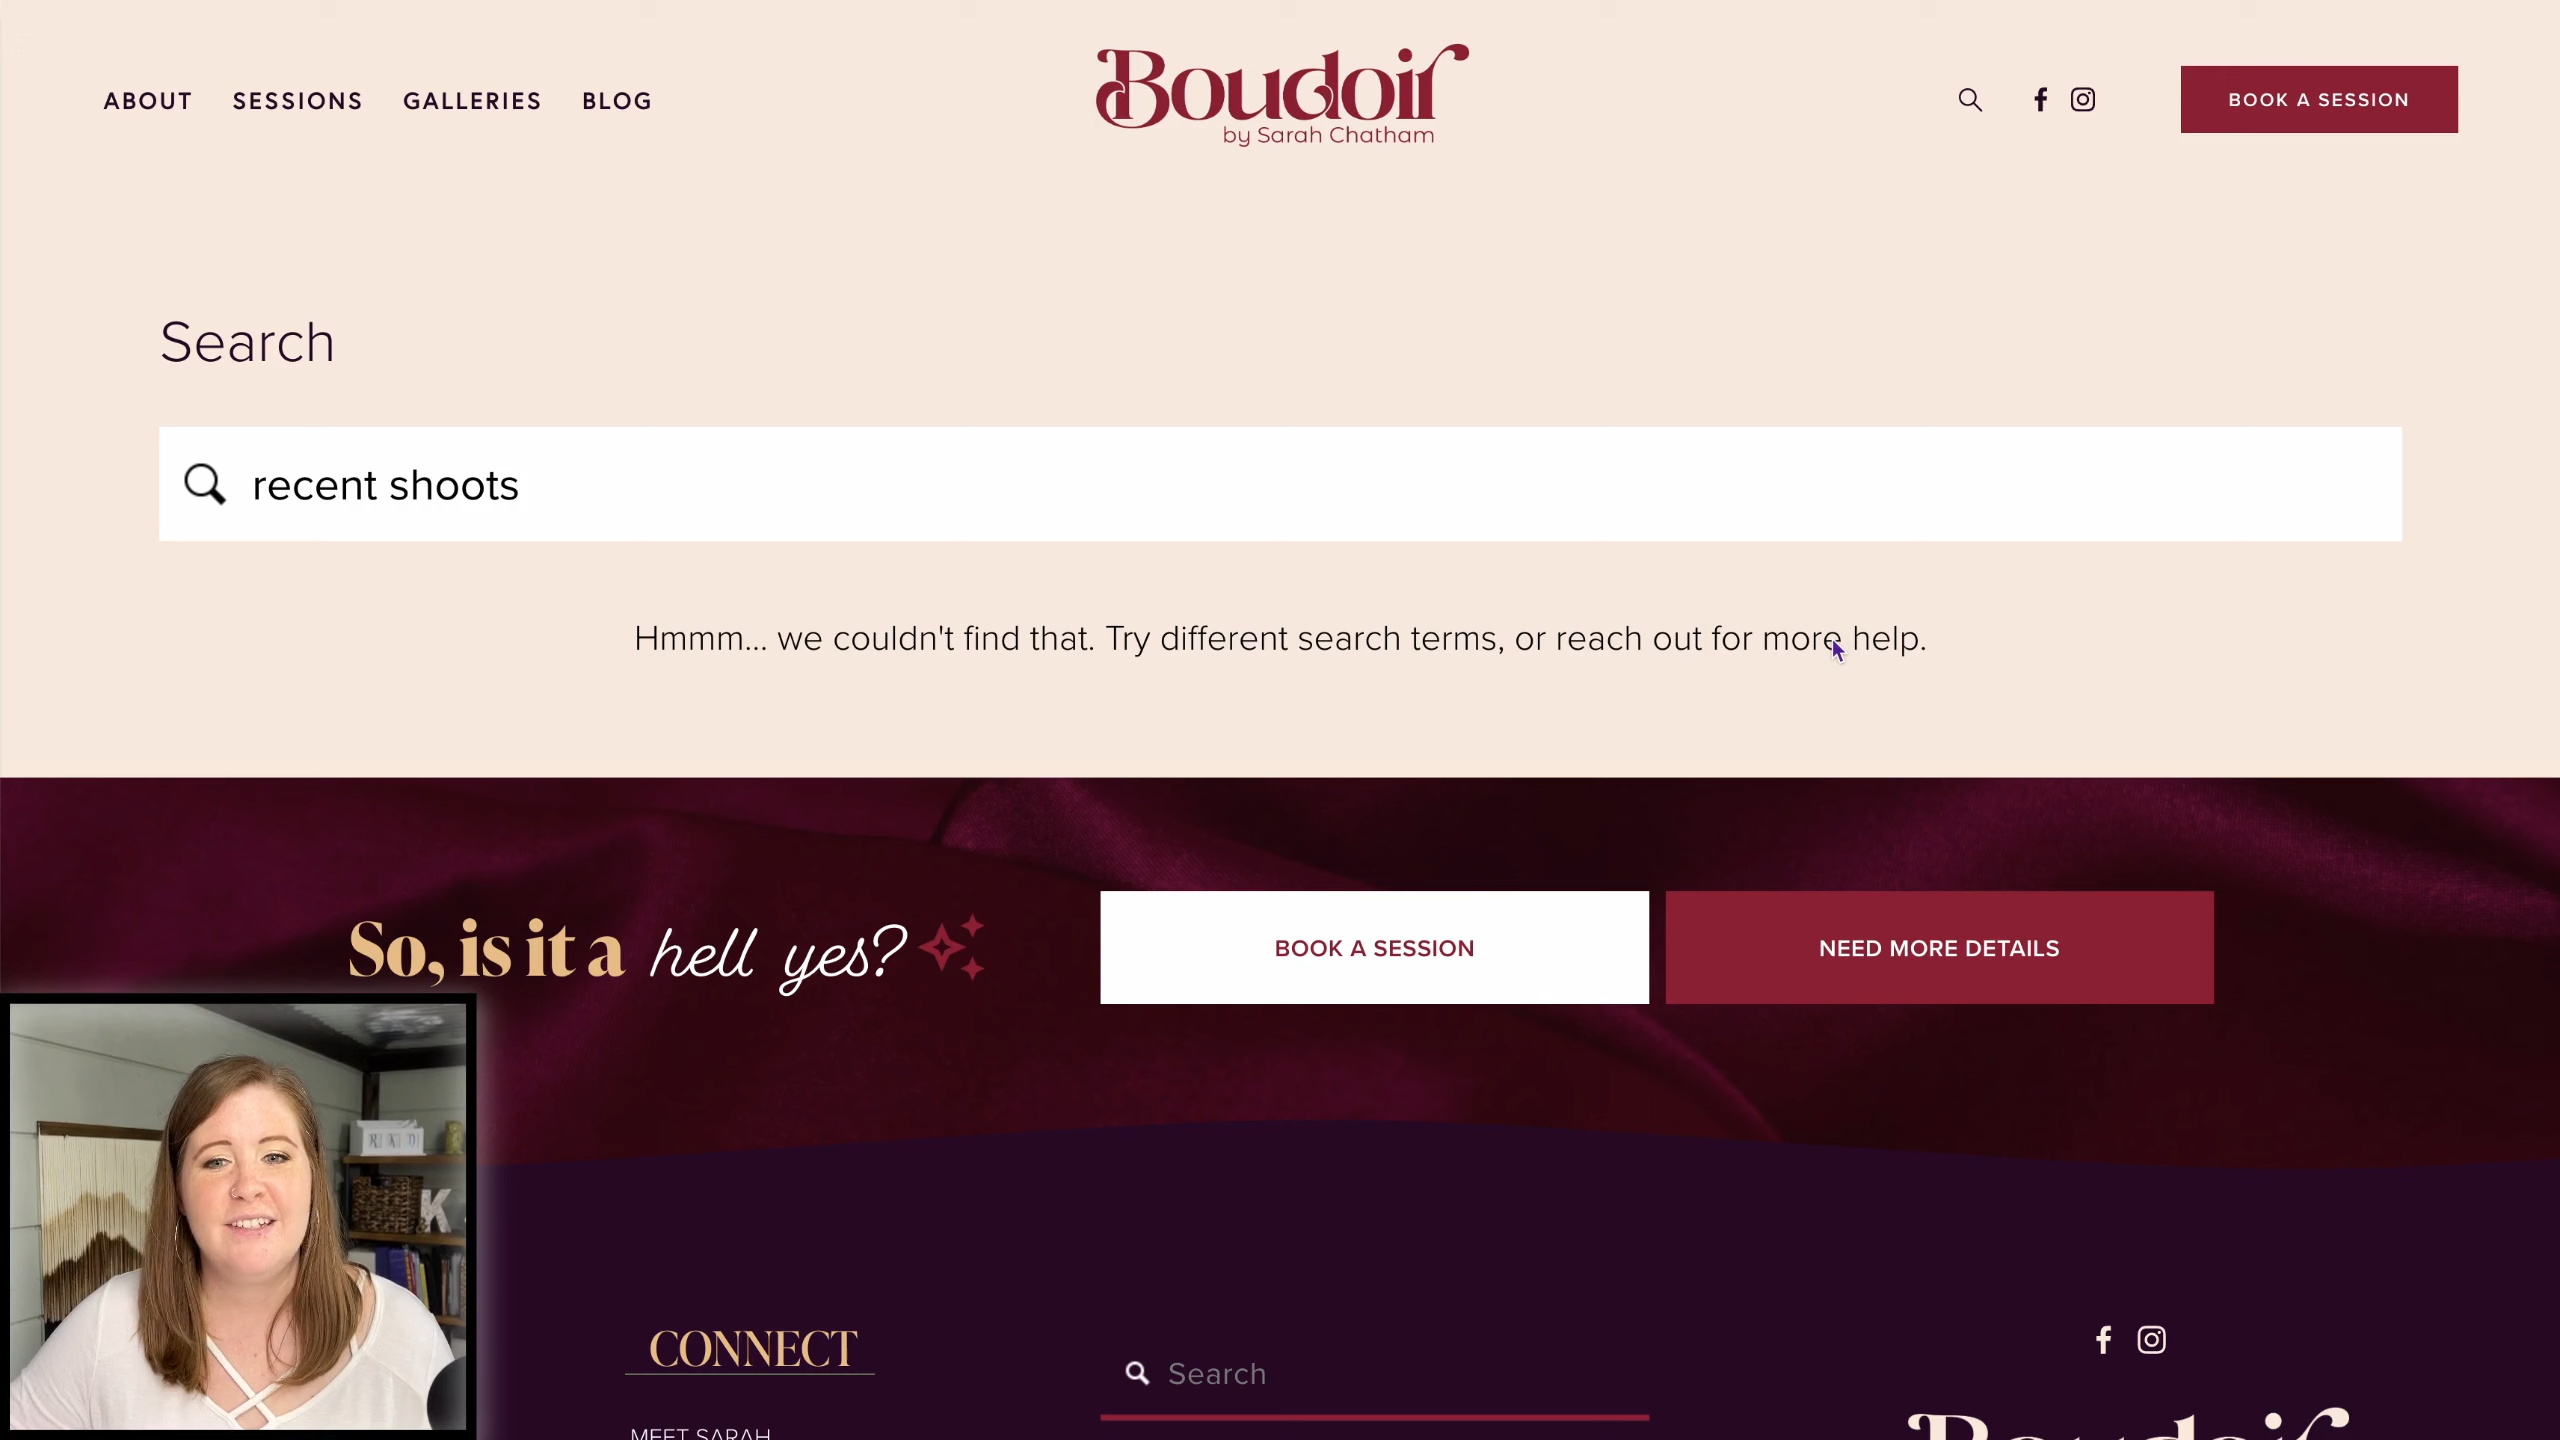 ABOUT SESSIONS GALLERIES BLOG
Boudoir
by Sarah Chatham
BOOK A SESSION
Search
recent shoots
Hmmm... we couldn't find that. Try different search terms, or reach out for more help.
So, is it a hell yes?
BOOK A SESSION
NEED MORE DETAILS
RAD
K
CONNECT
Search
MEET SARAH
Boudoir